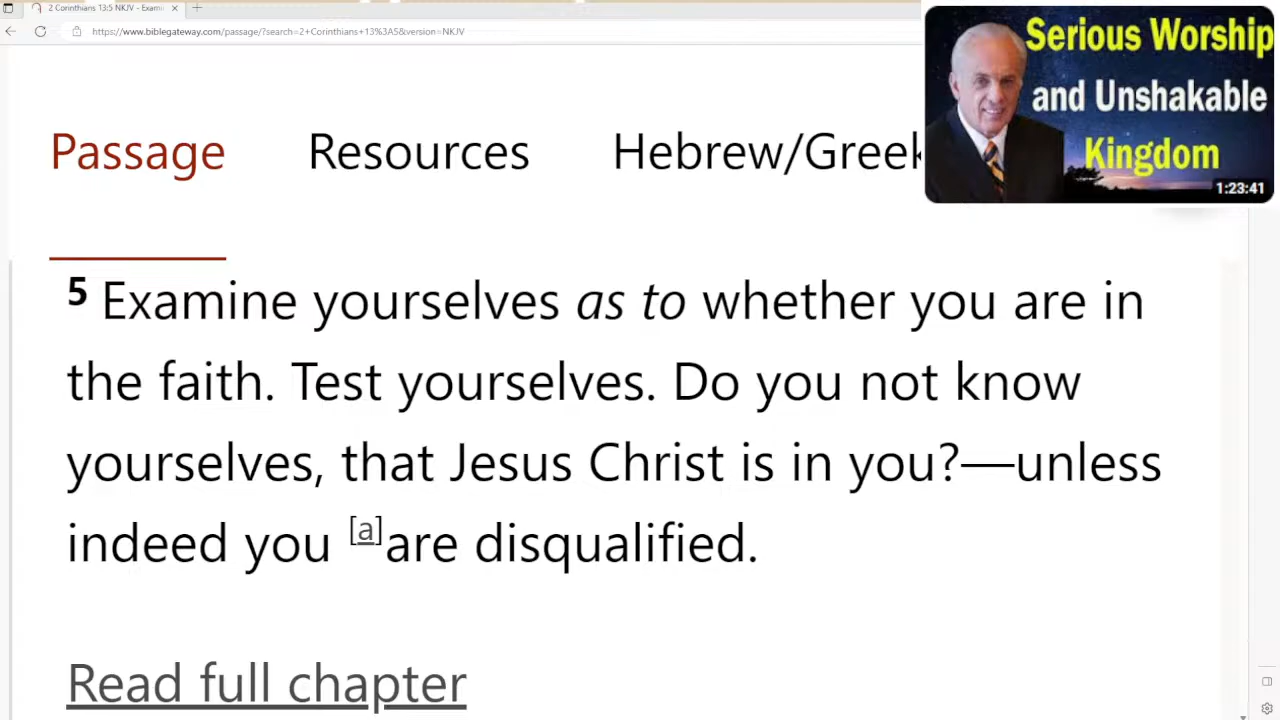 2 Corinthians 13:5 NKJV - Exami
https://www.biblegateway.com/passage/?search=2+Corinthians+13%3A5&version=NKJV
Serious Worship
and Unshakable
Kingdom
1:23:41
Passage Resources Hebrew/Greek
5 Examine yourselves as to whether you are in
the faith. Test yourselves. Do you not know
yourselves, that Jesus Christ is in you?—unless
indeed you [a]are disqualified.
Read full chapter